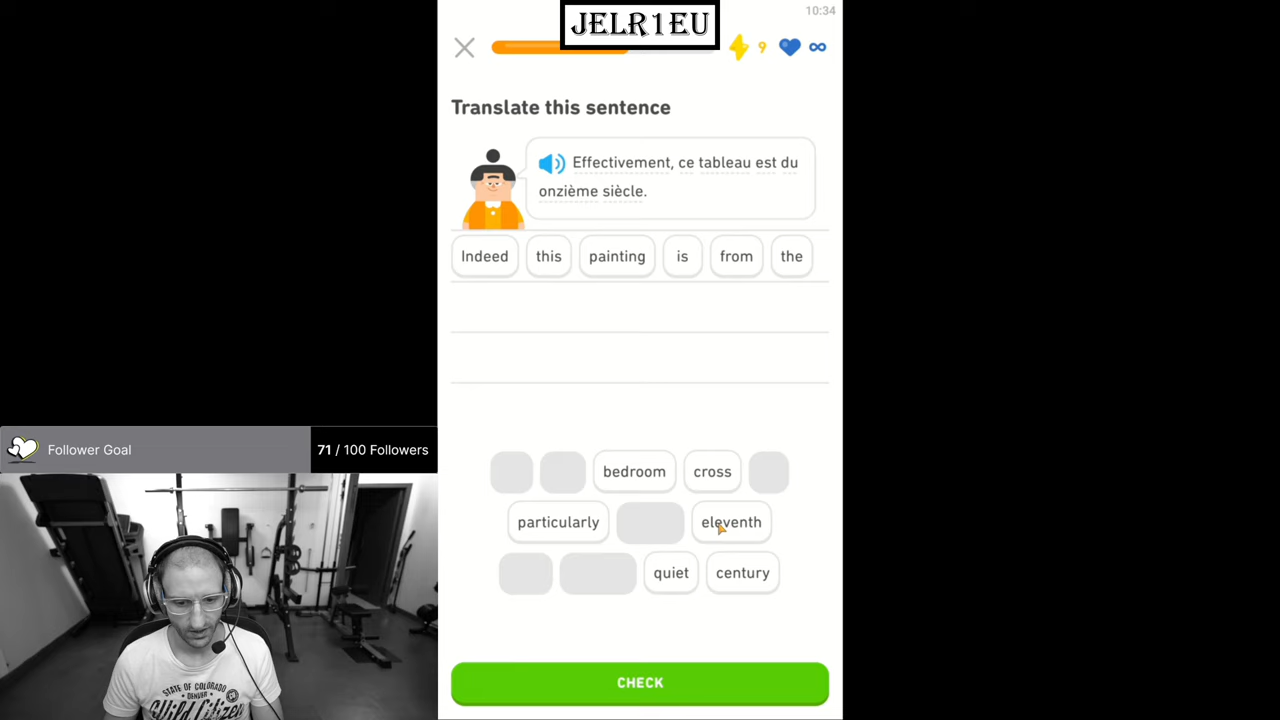 JELR1EU
10:34
9 ∞
Translate this sentence
Effectivement, ce tableau est du
onzième siècle.
Indeed this painting is from the
bedroom cross
particularly eleventh
quiet century
CHECK
Follower Goal 71 / 100 Followers
STATE OF COLORADO
DENVER